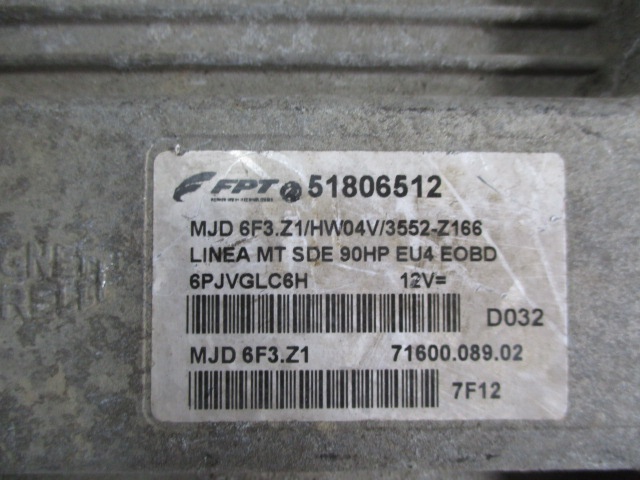 FPT 51806512
MJD 6F3.Z1/HW04V/3552-Z166
LINEA MT SDE 90HP EU4 EOBD
6PJVGLC6H 12V=
D032
MJD 6F3.Z1 71600.089.02
7F12